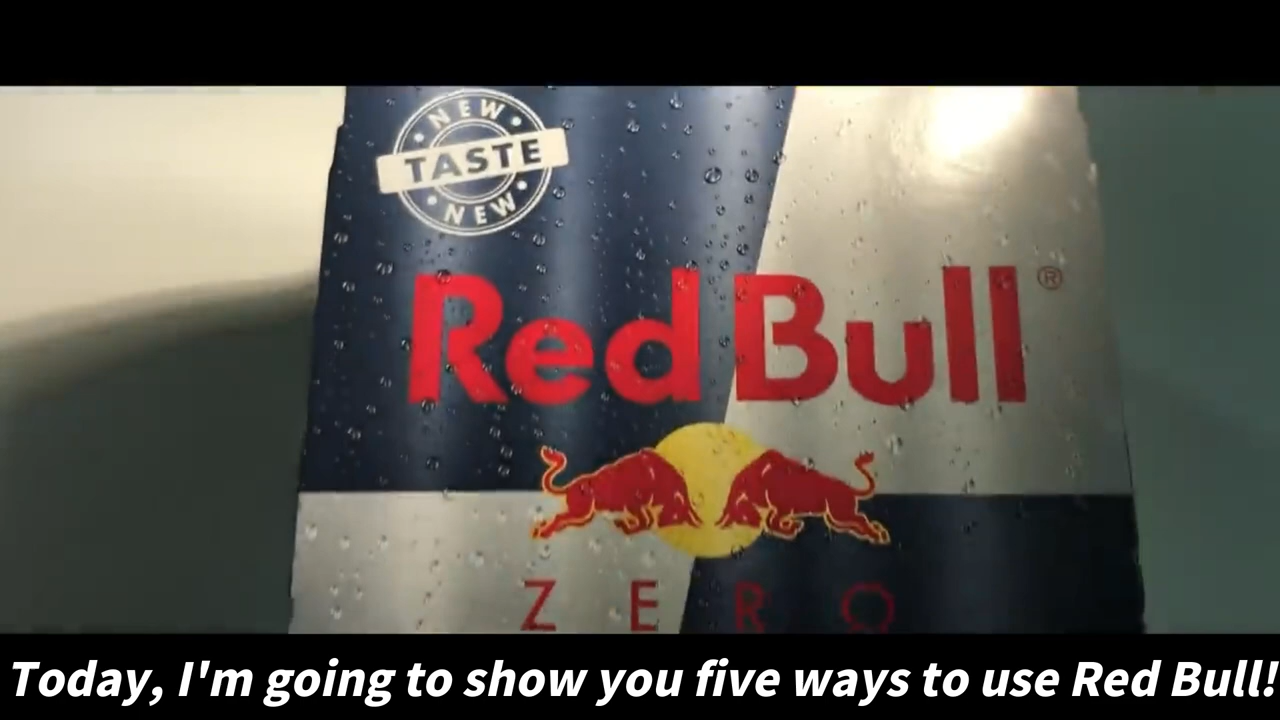 NEW
TASTE
NEW
Red Bull ®
ZERO
Today, I'm going to show you five ways to use Red Bull!